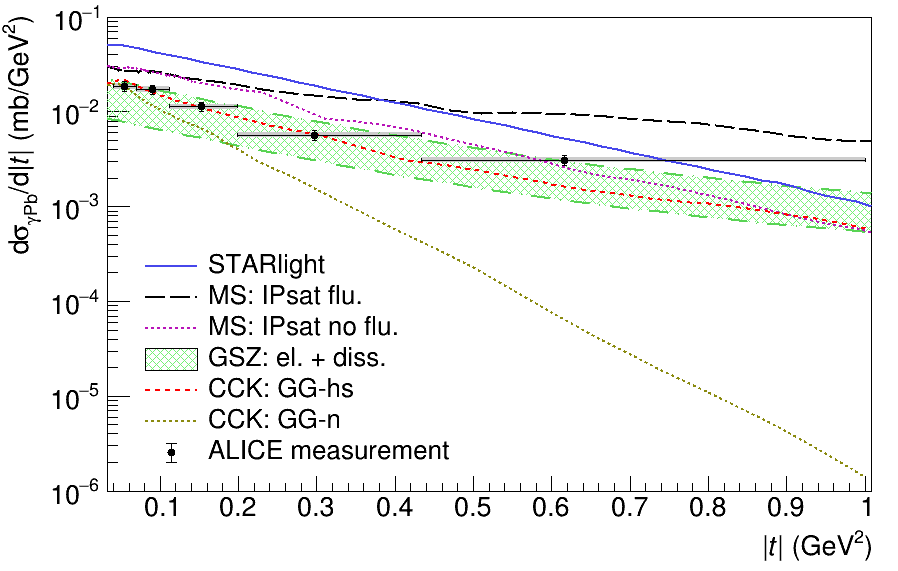 dσγPb/d|t| (mb/GeV²)
10⁻¹
10⁻²
10⁻³
10⁻⁴
10⁻⁵
10⁻⁶
STARlight
MS: IPsat flu.
MS: IPsat no flu.
GSZ: el. + diss.
CCK: GG-hs
CCK: GG-n
ALICE measurement
0.1 0.2 0.3 0.4 0.5 0.6 0.7 0.8 0.9 1
|t| (GeV²)